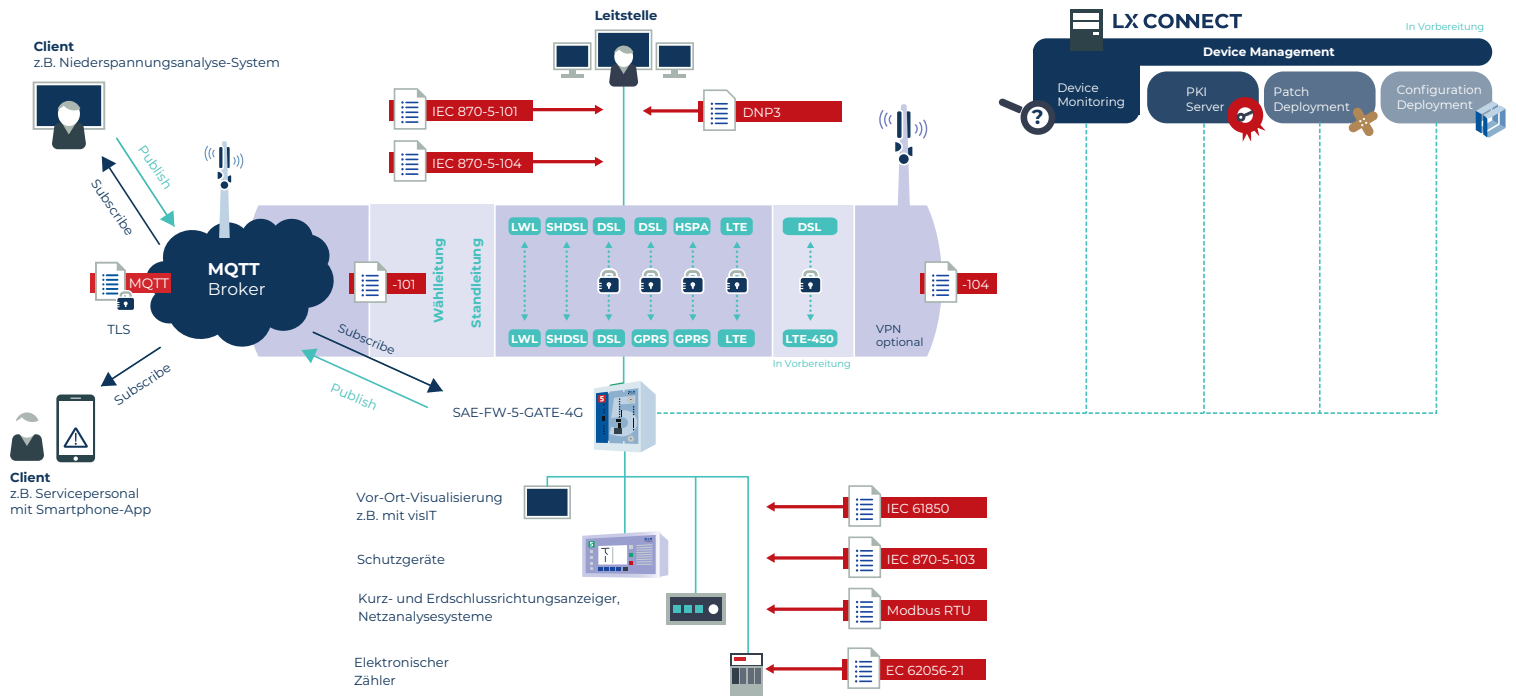 Leitstelle
LX CONNECT
In Vorbereitung
Device Management
Device
Monitoring
PKI
Server
Patch
Deployment
Configuration
Deployment
Client
z.B. Niederspannungsanalyse-System
IEC 870-5-101
DNP3
IEC 870-5-104
Publish
Subscribe
MQTT
TLS
MQTT
Broker
-101
Wählleitung
Standleitung
LWL
SHDSL
DSL
DSL
HSPA
LTE
DSL
LWL
SHDSL
DSL
GPRS
GPRS
LTE
LTE-450
In Vorbereitung
-104
VPN
optional
Subscribe
Publish
Subscribe
SAE-FW-5-GATE-4G
Client
z.B. Servicepersonal
mit Smartphone-App
Vor-Ort-Visualisierung
z.B. mit visIT
IEC 61850
Schutzgeräte
IEC 870-5-103
Kurz- und Erdschlussrichtungsanzeiger,
Netzanalysesysteme
Modbus RTU
Elektronischer
Zähler
EC 62056-21